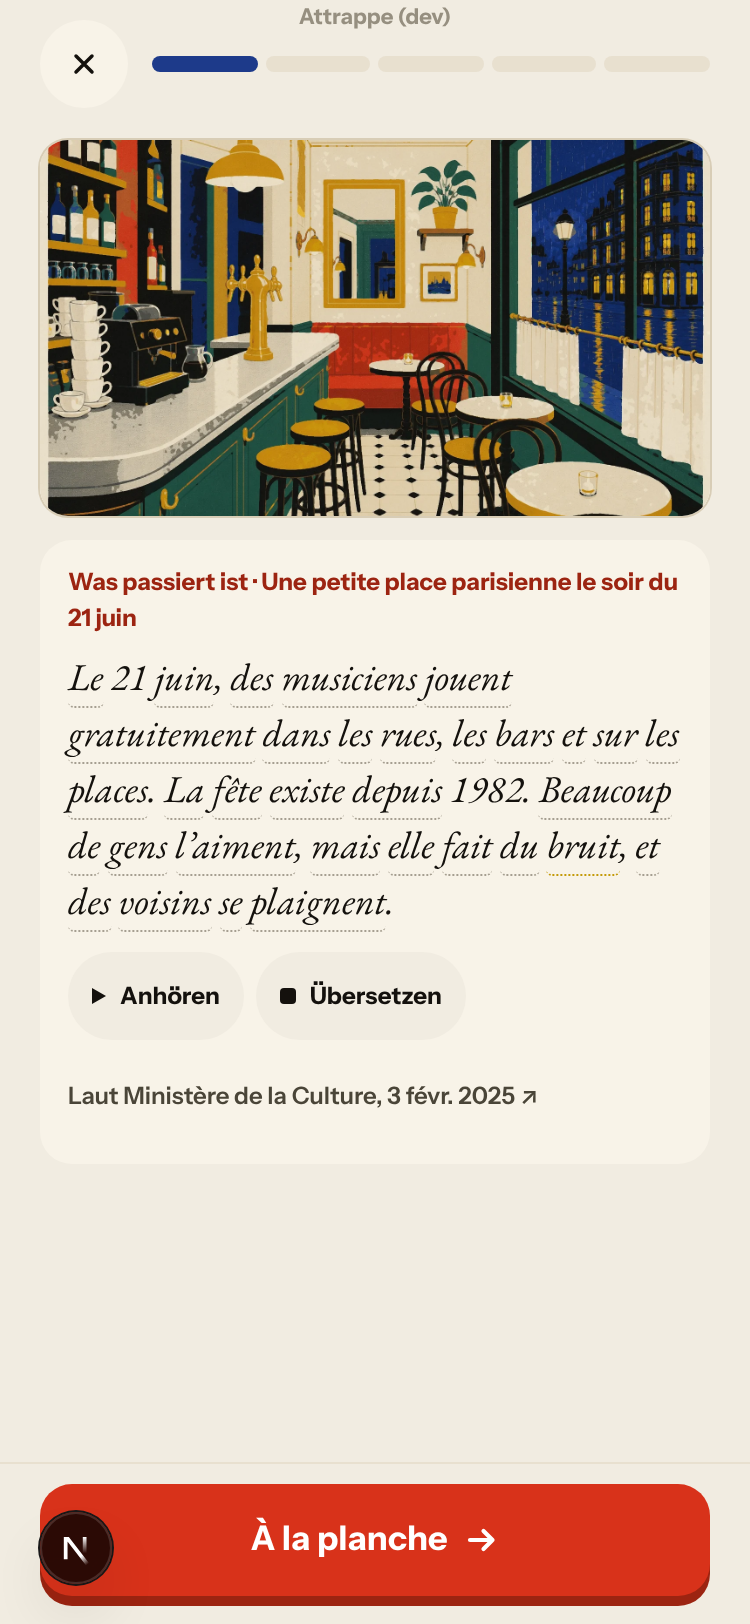 Attrappe (dev)
Was passiert ist · Une petite place parisienne le soir du
21 juin
Le 21 juin, des musiciens jouent
gratuitement dans les rues, les bars et sur les
places. La fête existe depuis 1982. Beaucoup
de gens l’aiment, mais elle fait du bruit, et
des voisins se plaignent.
Anhören
Übersetzen
Laut Ministère de la Culture, 3 févr. 2025 ↗
À la planche →
N